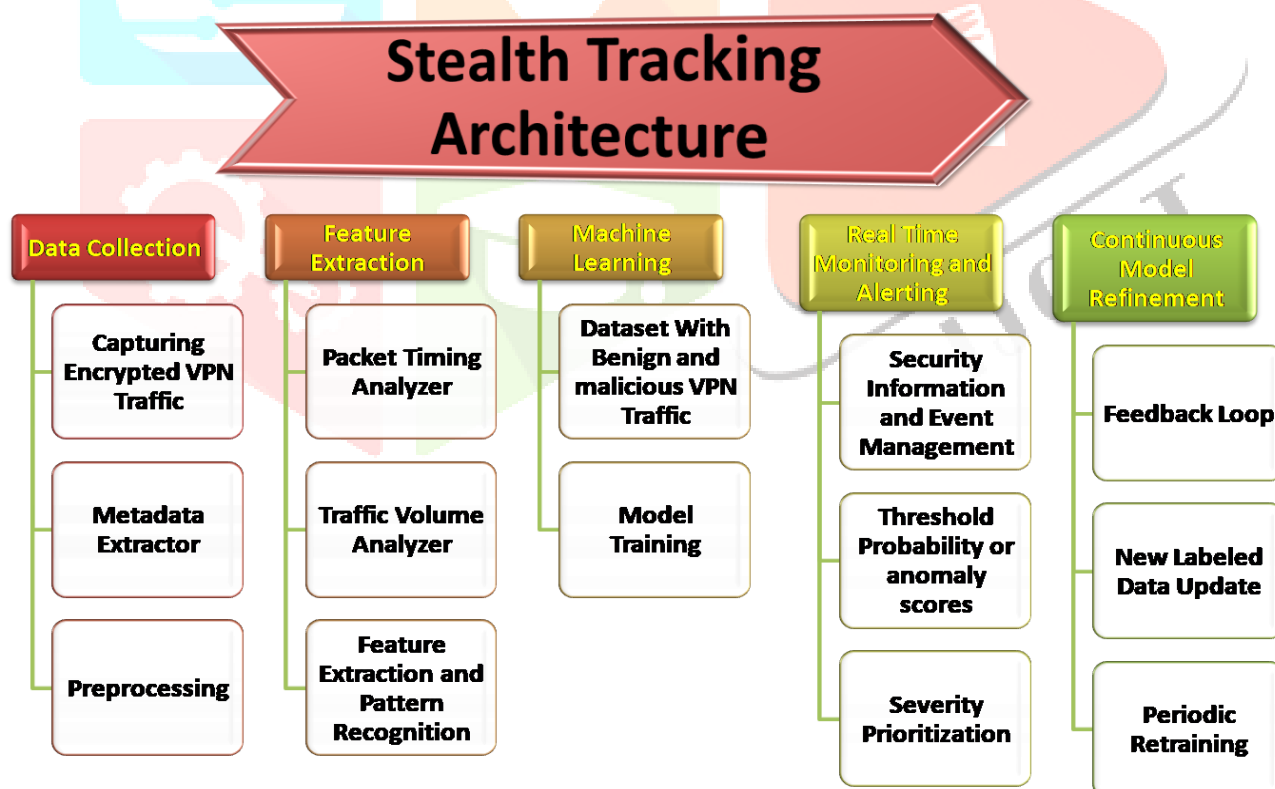 Stealth Tracking
Architecture
Data Collection
Capturing
Encrypted VPN
Traffic
Metadata
Extractor
Preprocessing
Feature
Extraction
Packet Timing
Analyzer
Traffic Volume
Analyzer
Feature
Extraction and
Pattern
Recognition
Machine
Learning
Dataset With
Benign and
malicious VPN
Traffic
Model
Training
Real Time
Monitoring and
Alerting
Security
Information
and Event
Management
Threshold
Probability or
anomaly
scores
Severity
Prioritization
Continuous
Model
Refinement
Feedback Loop
New Labeled
Data Update
Periodic
Retraining